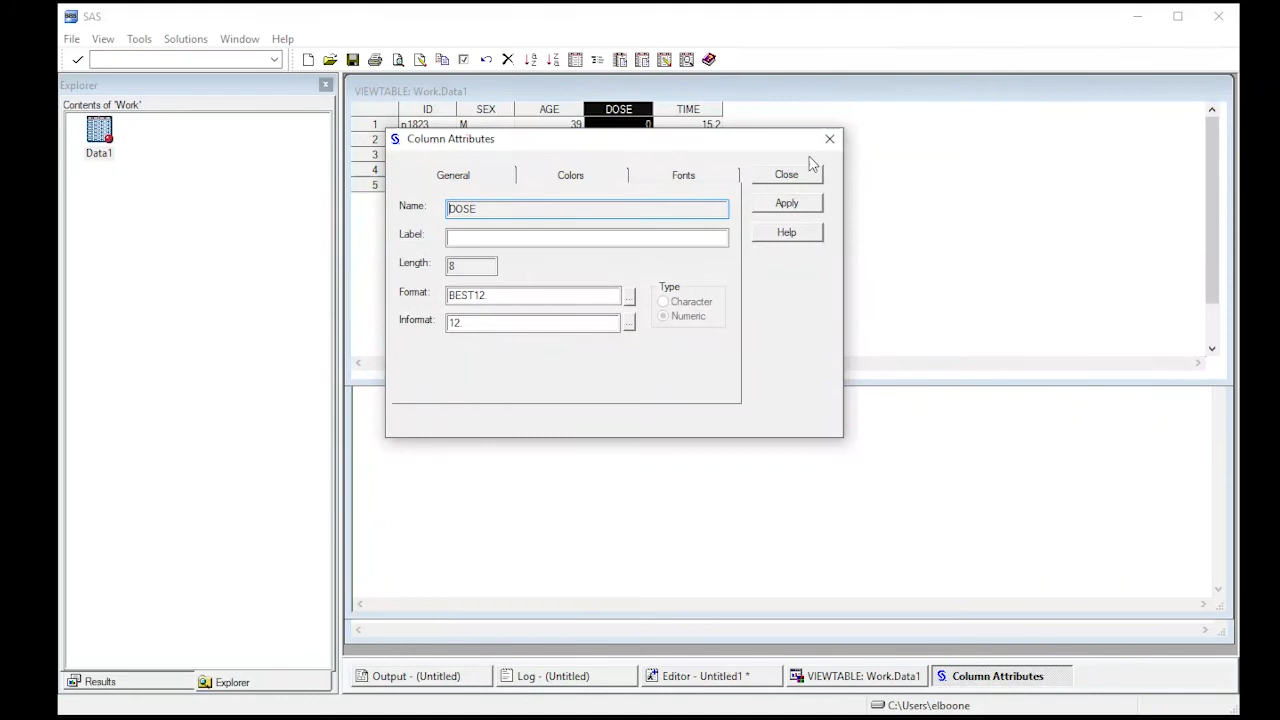 SAS
File View Tools Solutions Window Help
Explorer
Contents of 'Work'
Data1
VIEWTABLE: Work.Data1
ID SEX AGE DOSE TIME
1 n1823 M 39 0 15.2
2
3
4
5
Column Attributes
General Colors Fonts
Close
Apply
Help
Name: DOSE
Label:
Length: 8
Format: BEST12. ...
Informat: 12. ...
Type
Character
Numeric
Results Explorer
Output - (Untitled) Log - (Untitled) Editor - Untitled1 * VIEWTABLE: Work.Data1 Column Attributes
C:\Users\elboone